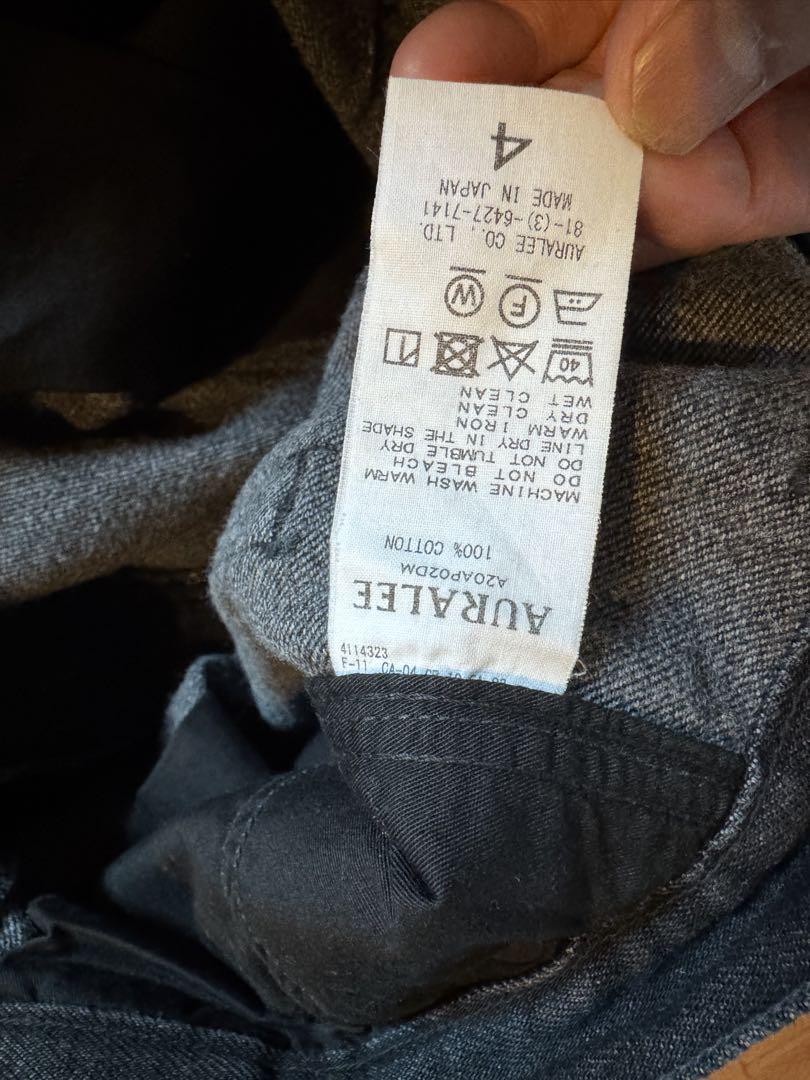 AURALEE
A20AP02DM
100% COTTON
MACHINE WASH WARM
DO NOT BLEACH
DO NOT TUMBLE DRY
LINE DRY IN THE SHADE
WARM IRON
DRY CLEAN
WET CLEAN
40
F W
AURALEE CO., LTD.
81-(3)-6427-7141
MADE IN JAPAN
4
4114323
CA-04